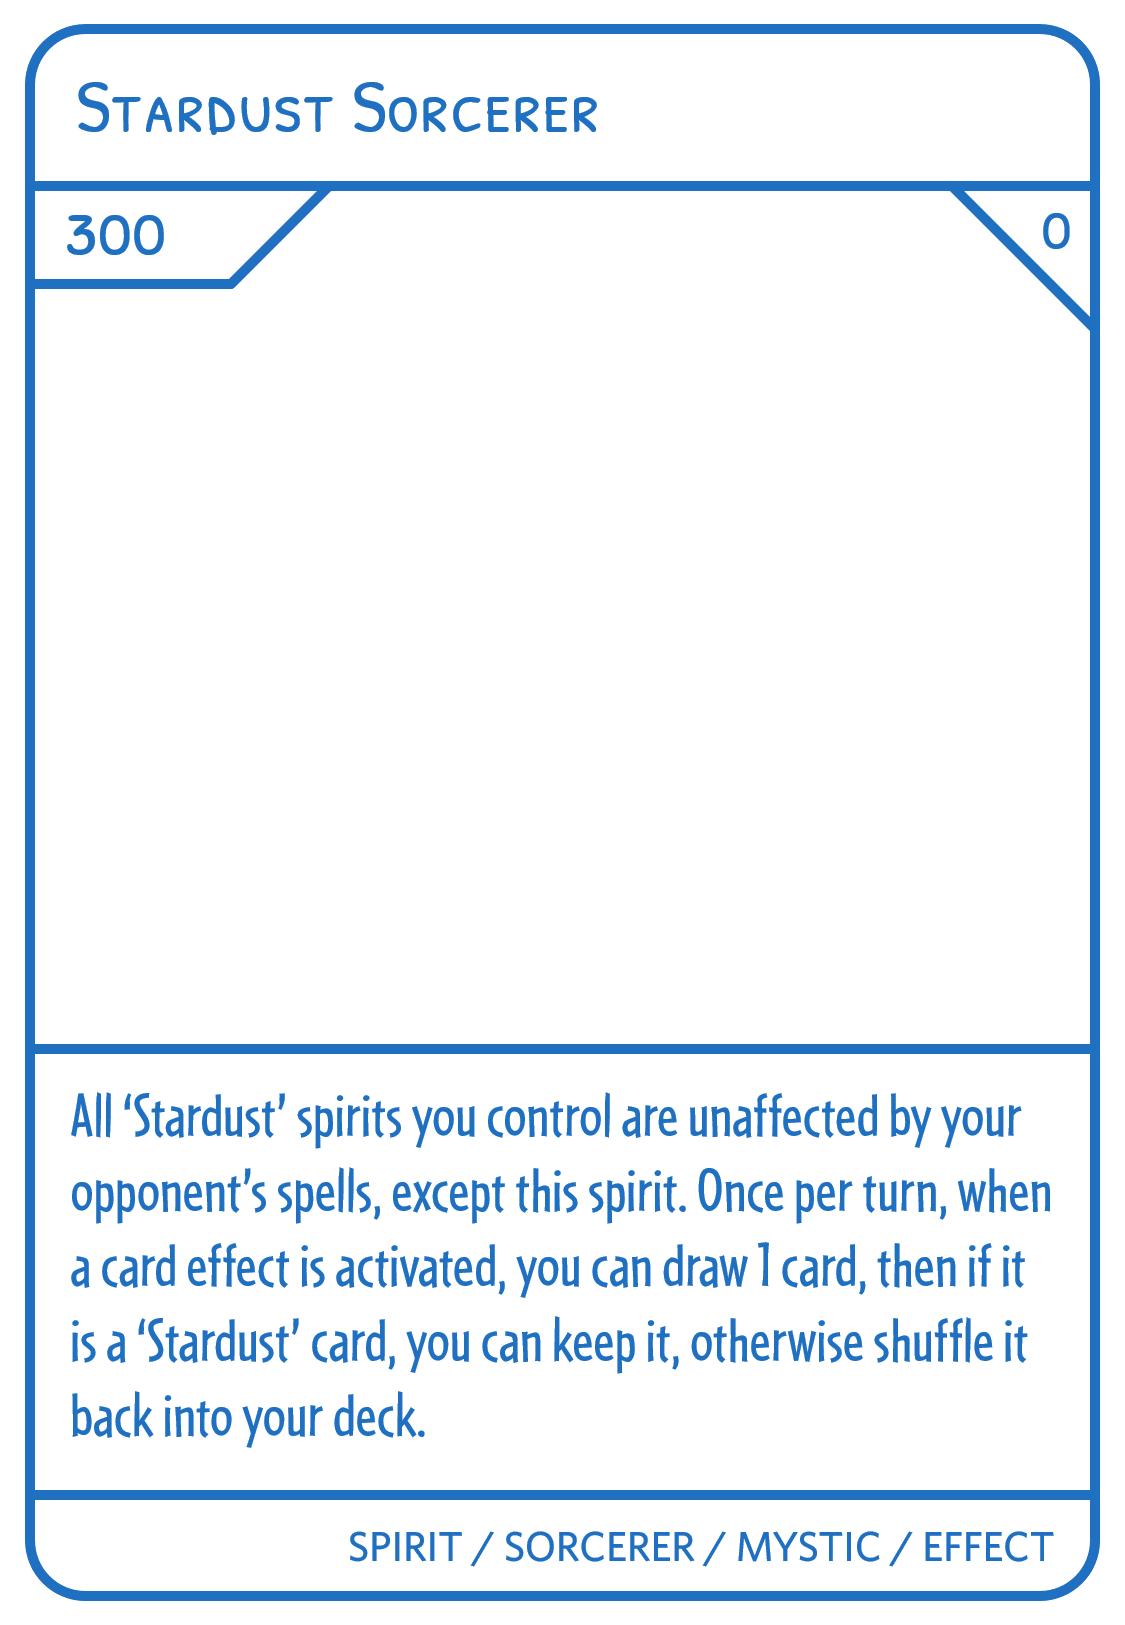 Stardust Sorcerer
300
0
All ‘Stardust’ spirits you control are unaffected by your
opponent’s spells, except this spirit. Once per turn, when
a card effect is activated, you can draw 1 card, then if it
is a ‘Stardust’ card, you can keep it, otherwise shuffle it
back into your deck.
SPIRIT / SORCERER / MYSTIC / EFFECT